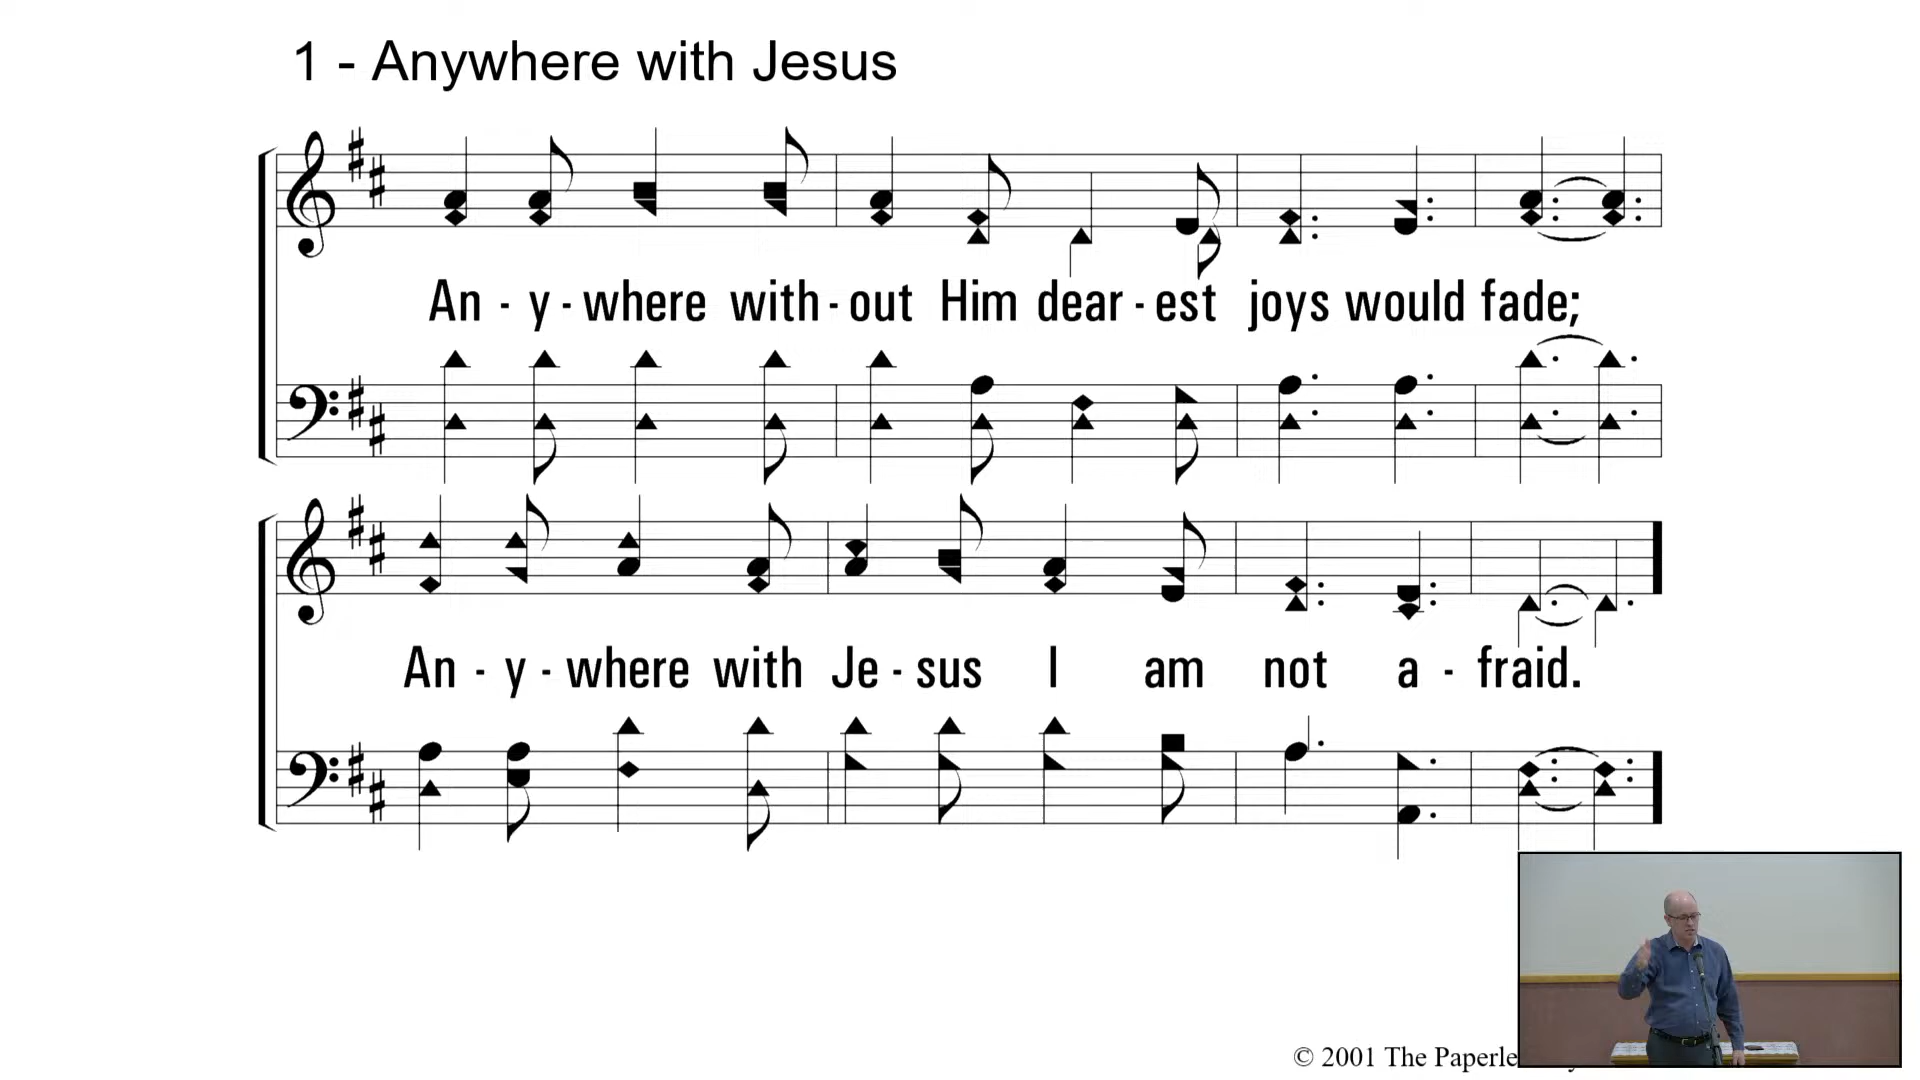 1 - Anywhere with Jesus
An - y - where with - out Him dear - est joys would fade;
An - y - where with Je - sus I am not a - fraid.
© 2001 The